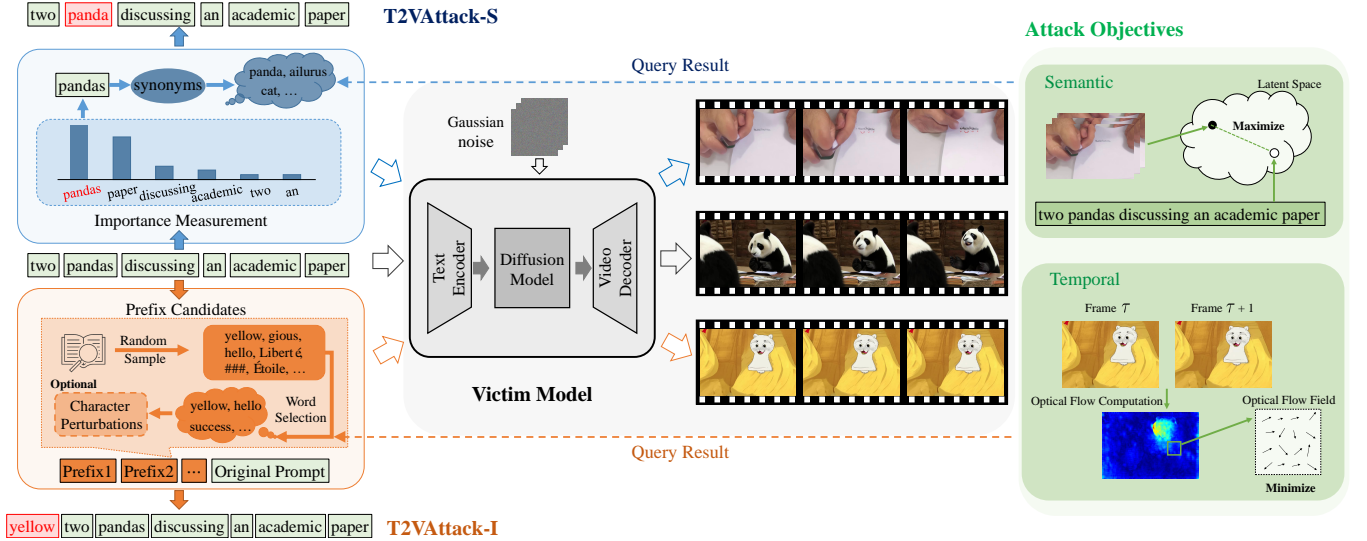 two panda discussing an academic paper
T2VAttack-S
pandas
synonyms
panda, ailurus
cat, …
pandas paper discussing academic two an
Importance Measurement
two pandas discussing an academic paper
Prefix Candidates
Random
Sample
yellow, gious,
hello, Liberté,
###, Étoile, …
Optional
Character
Perturbations
yellow, hello
success, …
Word
Selection
Prefix1 Prefix2 ... Original Prompt
yellow two pandas discussing an academic paper
T2VAttack-I
Query Result
Gaussian
noise
Text
Encoder
Diffusion
Model
Video
Decoder
Victim Model
Query Result
Attack Objectives
Semantic
Latent Space
Maximize
two pandas discussing an academic paper
Temporal
Frame τ
Frame τ + 1
Optical Flow Computation
Optical Flow Field
Minimize